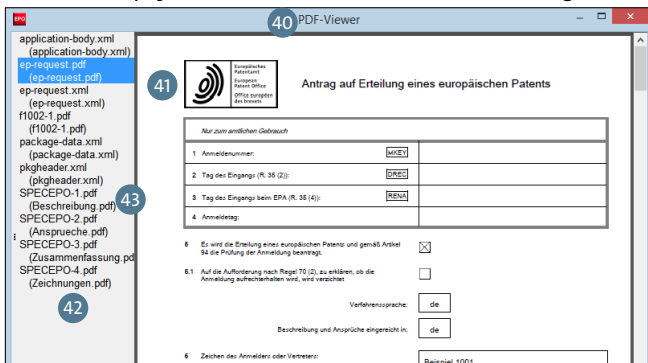 EPO
40
PDF-Viewer
application-body.xml
(application-body.xml)
ep-request.pdf
(ep-request.pdf)
ep-request.xml
(ep-request.xml)
f1002-1.pdf
(f1002-1.pdf)
package-data.xml
(package-data.xml)
pkgheader.xml
(pkgheader.xml)
SPECEPO-1.pdf
(Beschreibung.pdf)
43
SPECEPO-2.pdf
(Ansprueche.pdf)
SPECEPO-3.pdf
(Zusammenfassung.pd
SPECEPO-4.pdf
(Zeichnungen.pdf)
42
41
Europäisches
Patentamt
European
Patent Office
Office européen
des brevets
Antrag auf Erteilung eines europäischen Patents
Nur zum amtlichen Gebrauch
1 Anmeldenummer: MKEY
2 Tag des Eingangs (R. 35 (2)): DREC
3 Tag des Eingangs beim EPA (R. 35 (4)): RENA
4 Anmeldetag:
5 Es wird die Erteilung eines europäischen Patents und gemäß Artikel
94 die Prüfung der Anmeldung beantragt.
5.1 Auf die Aufforderung nach Regel 70 (2), zu erklären, ob die
Anmeldung aufrechterhalten wird, wird verzichtet
Verfahrenssprache: de
Beschreibung und Ansprüche eingereicht in: de
6 Zeichen des Anmelders oder Vertreters: Beispiel 1001